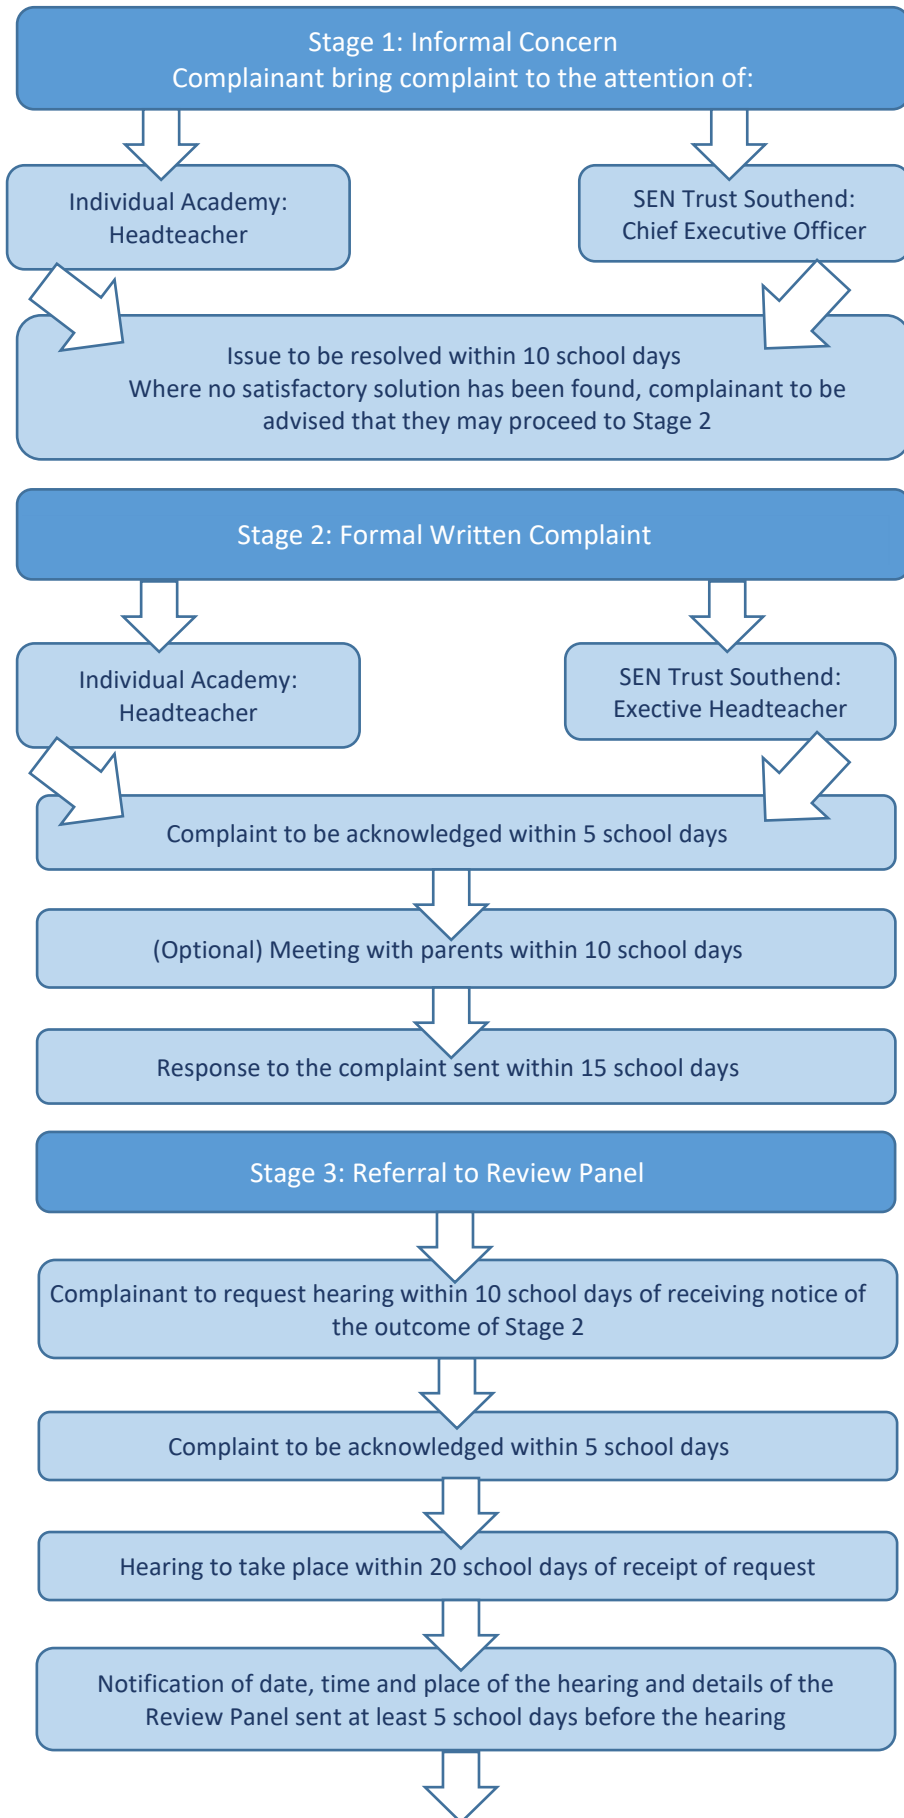 Stage 1: Informal Concern
Complainant bring complaint to the attention of:
Individual Academy:
Headteacher
SEN Trust Southend:
Chief Executive Officer
Issue to be resolved within 10 school days
Where no satisfactory solution has been found, complainant to be
advised that they may proceed to Stage 2
Stage 2: Formal Written Complaint
Individual Academy:
Headteacher
SEN Trust Southend:
Exective Headteacher
Complaint to be acknowledged within 5 school days
(Optional) Meeting with parents within 10 school days
Response to the complaint sent within 15 school days
Stage 3: Referral to Review Panel
Complainant to request hearing within 10 school days of receiving notice of
the outcome of Stage 2
Complaint to be acknowledged within 5 school days
Hearing to take place within 20 school days of receipt of request
Notification of date, time and place of the hearing and details of the
Review Panel sent at least 5 school days before the hearing